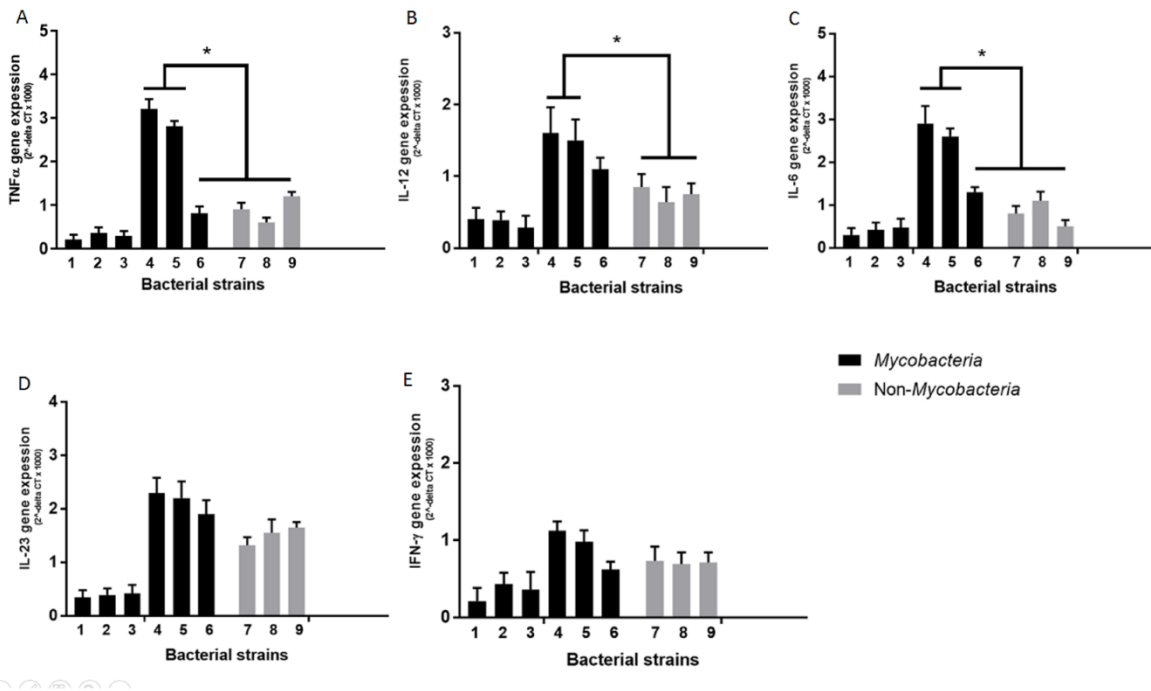 A
TNFα gene expession
(2^-delta CT x 1000)
5
4
3
2
1
0
*
1 2 3 4 5 6 7 8 9
Bacterial strains
B
IL-12 gene expession
(2^-delta CT x 1000)
3
2
1
0
*
1 2 3 4 5 6 7 8 9
Bacterial strains
C
IL-6 gene expession
(2^-delta CT x 1000)
5
4
3
2
1
0
*
1 2 3 4 5 6 7 8 9
Bacterial strains
D
IL-23 gene expession
(2^-delta CT x 1000)
4
3
2
1
0
1 2 3 4 5 6 7 8 9
Bacterial strains
E
IFN-γ gene expession
(2^-delta CT x 1000)
3
2
1
0
1 2 3 4 5 6 7 8 9
Bacterial strains
Mycobacteria
Non-Mycobacteria